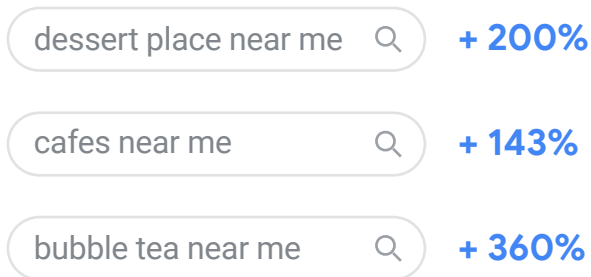 dessert place near me + 200%
cafes near me + 143%
bubble tea near me + 360%